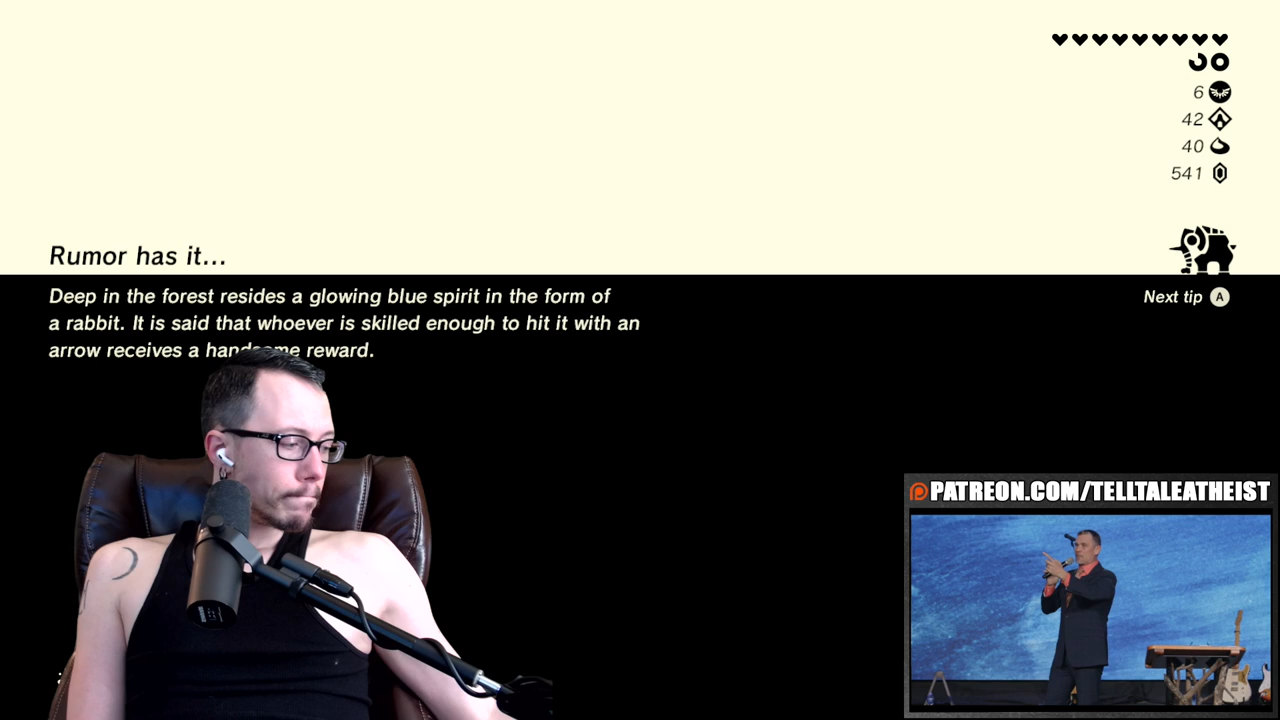 6
42
40
541
Rumor has it...
Deep in the forest resides a glowing blue spirit in the form of
a rabbit. It is said that whoever is skilled enough to hit it with an
arrow receives a handsome reward.
Next tip A
PATREON.COM/TELLTALEATHEIST